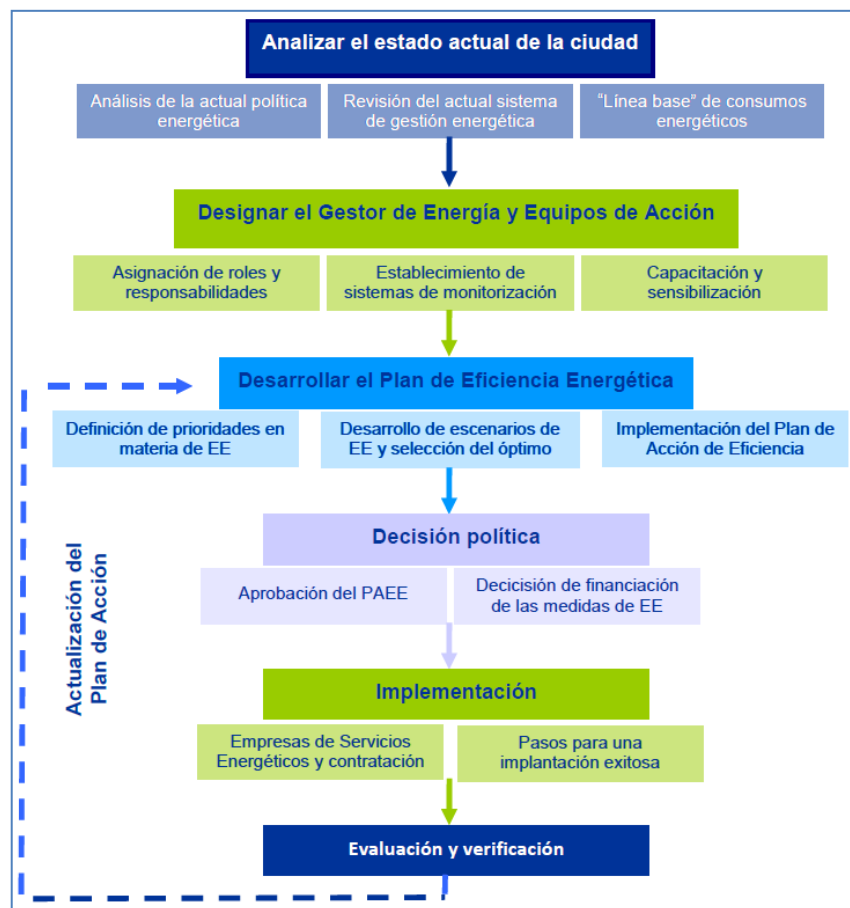 Analizar el estado actual de la ciudad
Análisis de la actual política
energética
Revisión del actual sistema
de gestión energética
“Línea base” de consumos
energéticos
Designar el Gestor de Energía y Equipos de Acción
Asignación de roles y
responsabilidades
Establecimiento de
sistemas de monitorización
Capacitación y
sensibilización
Desarrollar el Plan de Eficiencia Energética
Definición de prioridades en
materia de EE
Desarrollo de escenarios de
EE y selección del óptimo
Implementación del Plan de
Acción de Eficiencia
Decisión política
Aprobación del PAEE
Decicisión de financiación
de las medidas de EE
Actualización del
Plan de Acción
Implementación
Empresas de Servicios
Energéticos y contratación
Pasos para una
implantación exitosa
Evaluación y verificación